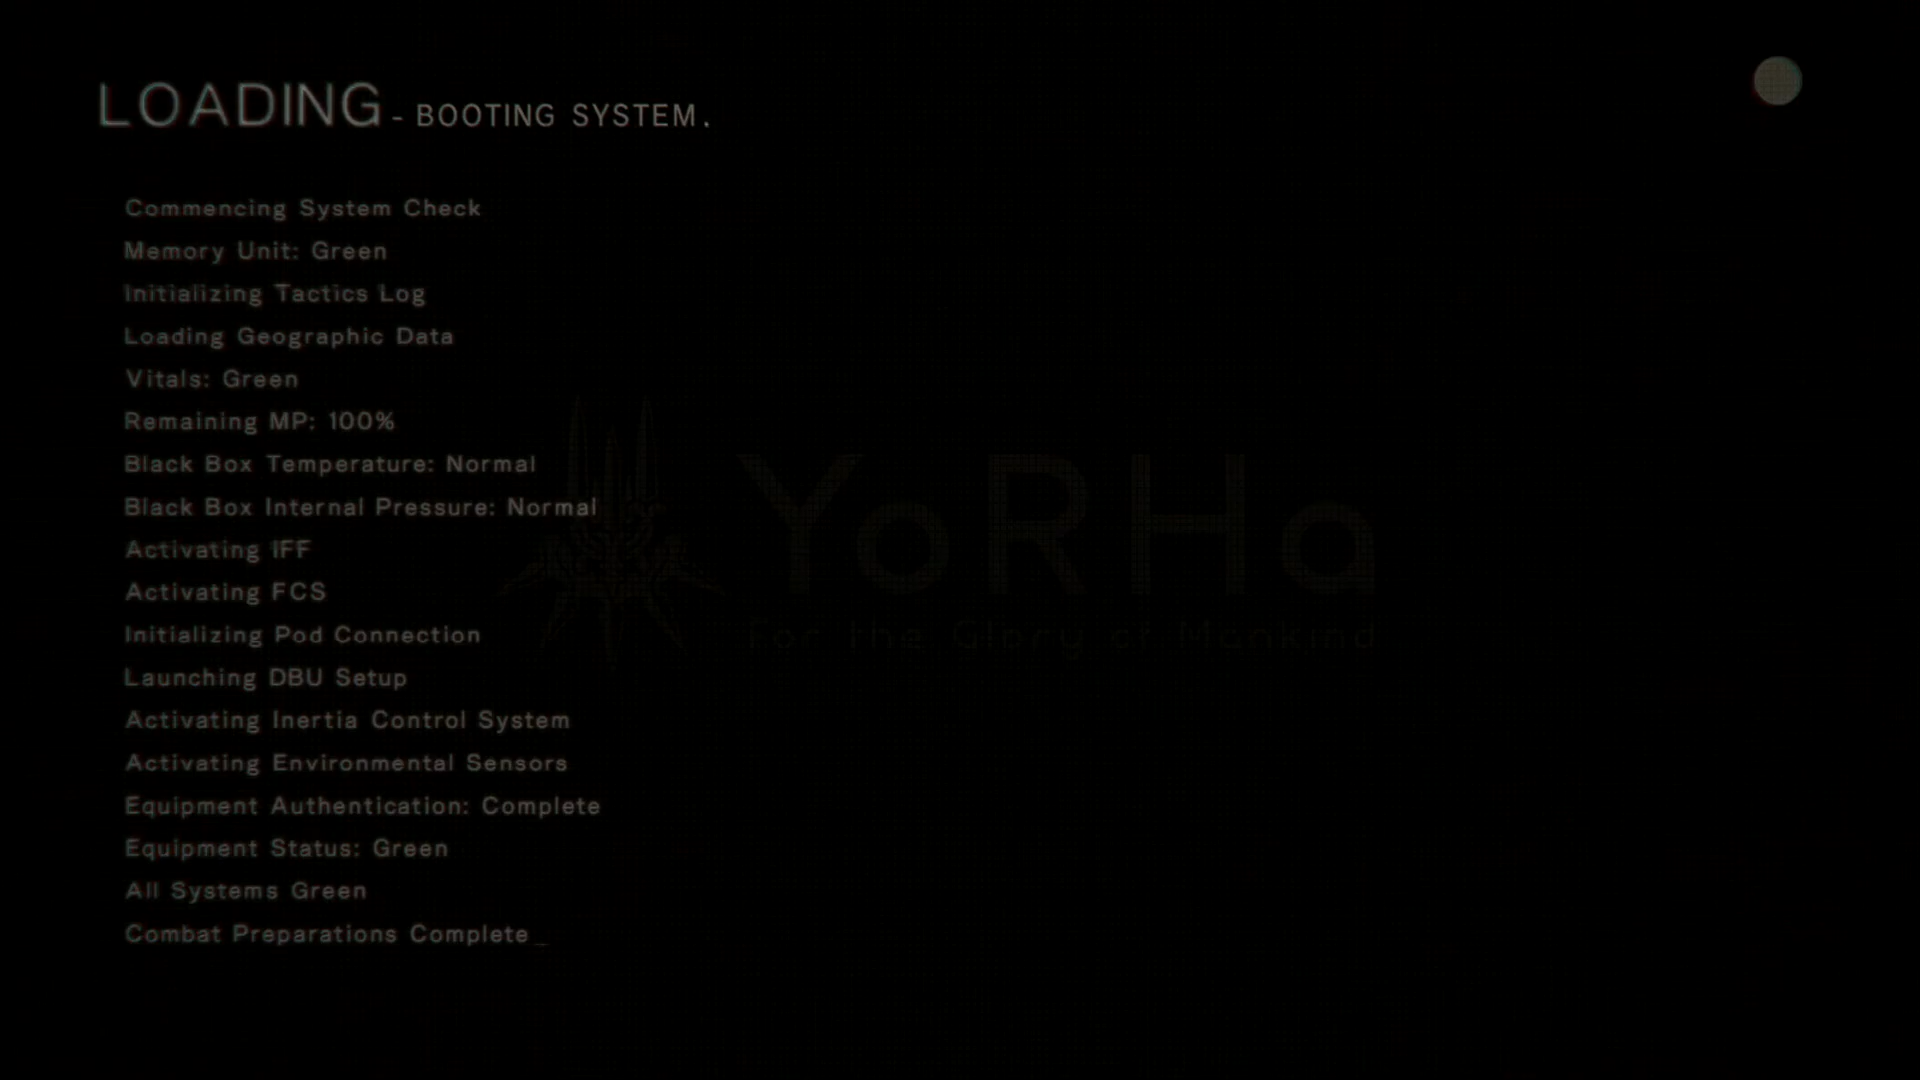 LOADING - BOOTING SYSTEM.
Commencing System Check
Memory Unit: Green
Initializing Tactics Log
Loading Geographic Data
Vitals: Green
Remaining MP: 100%
Black Box Temperature: Normal
Black Box Internal Pressure: Normal
Activating IFF
Activating FCS
Initializing Pod Connection
Launching DBU Setup
Activating Inertia Control System
Activating Environmental Sensors
Equipment Authentication: Complete
Equipment Status: Green
All Systems Green
Combat Preparations Complete_
YoRHa
For the Glory of Mankind